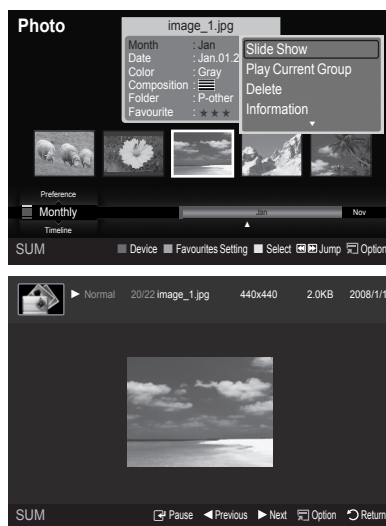 Photo
image_1.jpg
Month : Jan
Date : Jan.01.2
Color : Gray
Composition :
Folder : P-other
Favourite : ★ ★ ★
Slide Show
Play Current Group
Delete
Information
Preference
Monthly
Timeline
Jan
Nov
SUM Device Favourites Setting Select Jump Option
Normal 20/22 image_1.jpg 440x440 2.0KB 2008/1/1
SUM Pause Previous Next Option Return